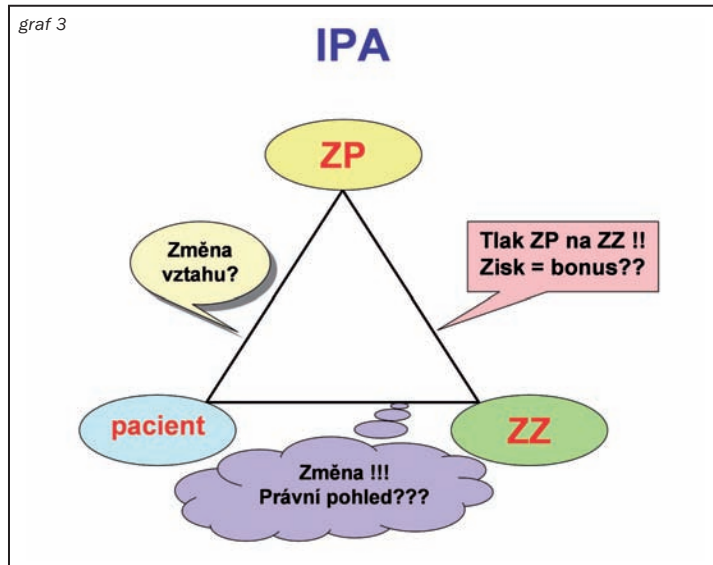 graf 3
IPA
ZP
Změna
vztahu?
Tlak ZP na ZZ !!
Zisk = bonus??
pacient
ZZ
Změna !!!
Právní pohled???